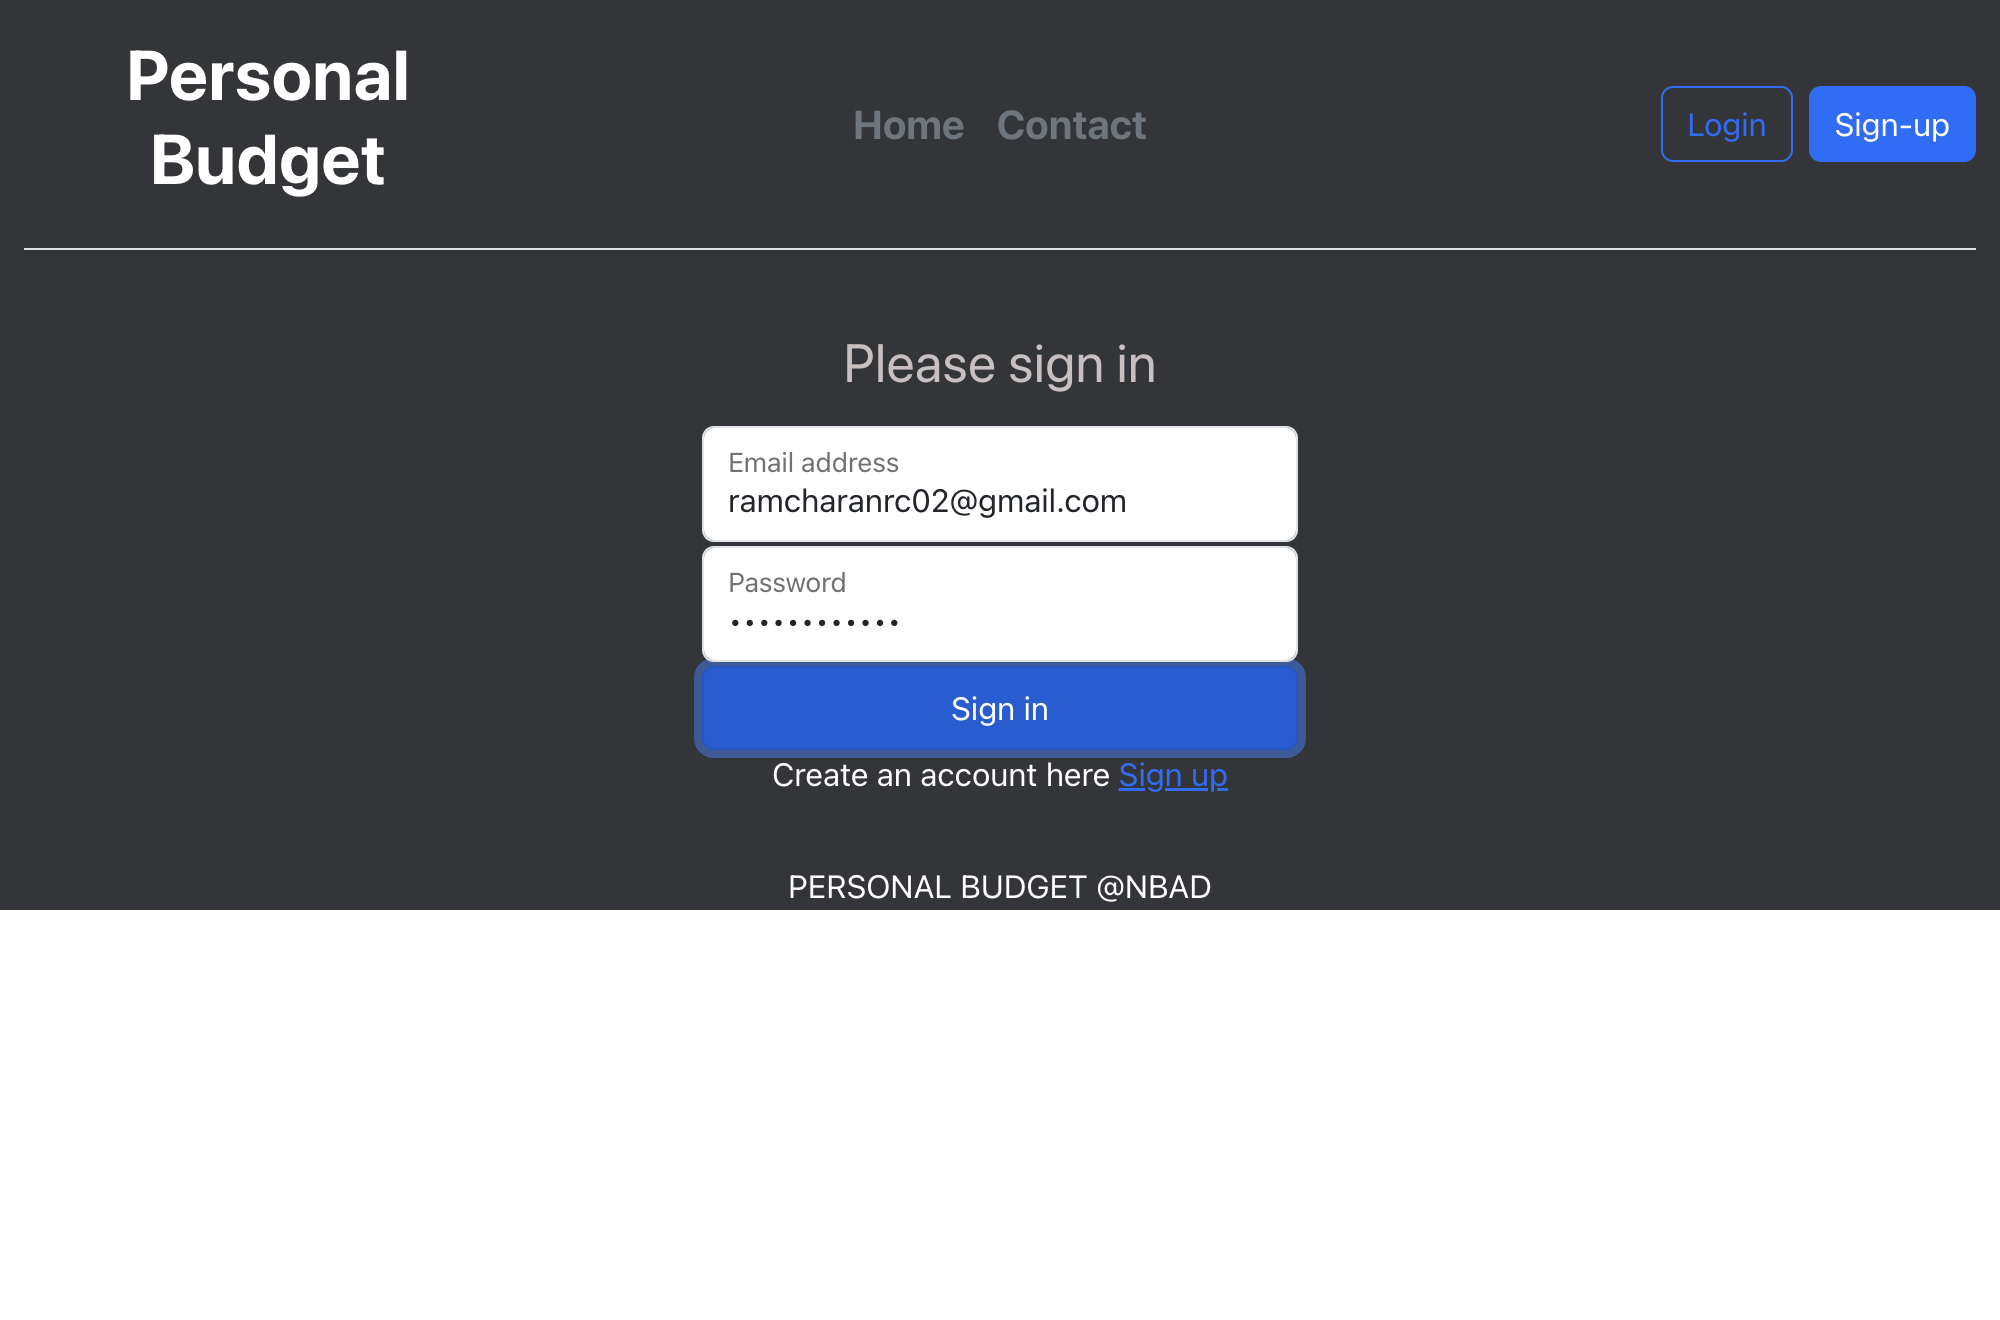 Personal
Budget
Home Contact
Login Sign-up
Please sign in
Email address
ramcharanrc02@gmail.com
Password
••••••••••••
Sign in
Create an account here Sign up
PERSONAL BUDGET @NBAD